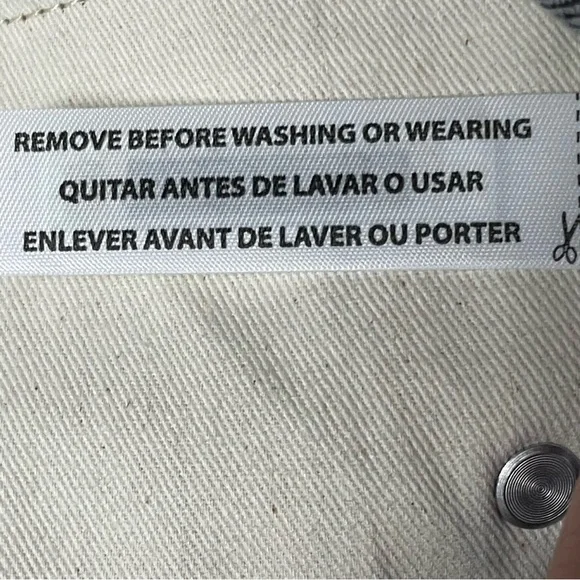 REMOVE BEFORE WASHING OR WEARING
QUITAR ANTES DE LAVAR O USAR
ENLEVER AVANT DE LAVER OU PORTER